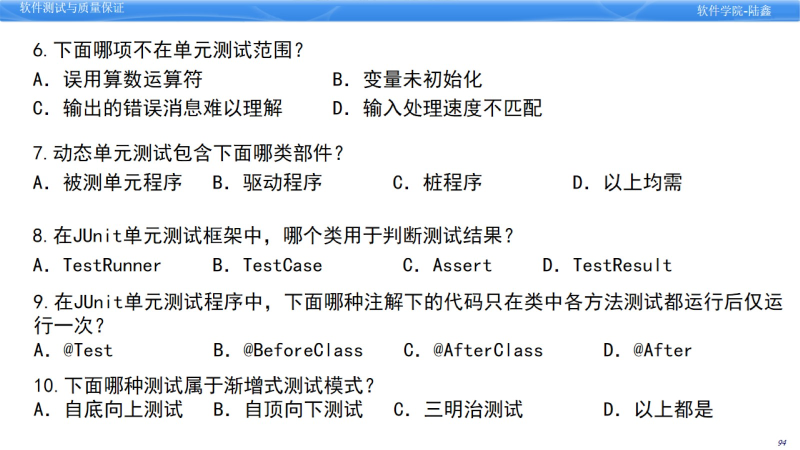 软件测试与质量保证
软件学院-陆鑫
6.下面哪项不在单元测试范围？
A．误用算数运算符 B．变量未初始化
C．输出的错误消息难以理解 D．输入处理速度不匹配
7.动态单元测试包含下面哪类部件？
A．被测单元程序 B．驱动程序 C．桩程序 D．以上均需
8.在JUnit单元测试框架中，哪个类用于判断测试结果？
A．TestRunner B．TestCase C．Assert D．TestResult
9.在JUnit单元测试程序中，下面哪种注解下的代码只在类中各方法测试都运行后仅运
行一次？
A．@Test B．@BeforeClass C．@AfterClass D．@After
10.下面哪种测试属于渐增式测试模式？
A．自底向上测试 B．自顶向下测试 C．三明治测试 D．以上都是
94